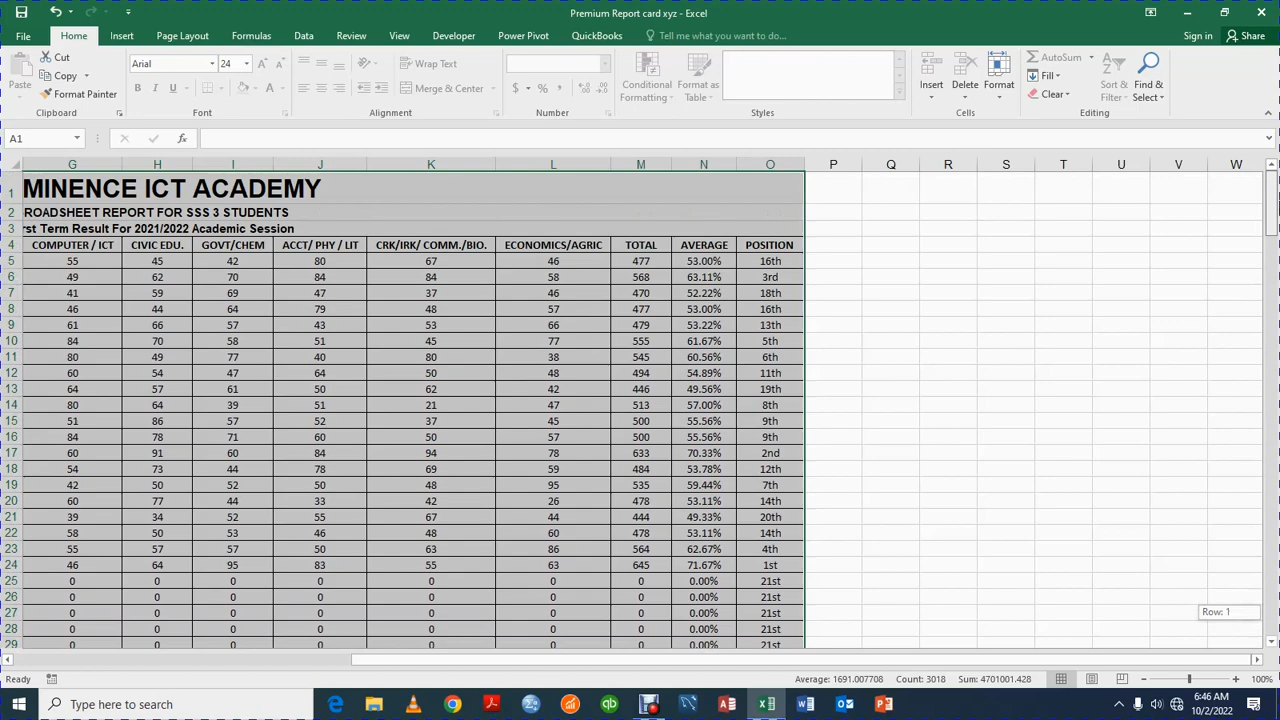 Premium Report card xyz - Excel
File Home Insert Page Layout Formulas Data Review View Developer Power Pivot QuickBooks Tell me what you want to do... Sign in Share
Paste Cut Copy Format Painter Clipboard
Arial 24 B I U Font
Wrap Text Merge & Center Alignment
$ % , Number
Conditional Formatting Format as Table Styles
Insert Delete Format Cells
AutoSum Fill Clear Sort & Filter Find & Select Editing
A1 fx
G H I J K L M N O P Q R S T U V W
1 MINENCE ICT ACADEMY
2 ROADSHEET REPORT FOR SSS 3 STUDENTS
3 rst Term Result For 2021/2022 Academic Session
4 COMPUTER / ICT CIVIC EDU. GOVT/CHEM ACCT/ PHY / LIT CRK/IRK/ COMM./BIO. ECONOMICS/AGRIC TOTAL AVERAGE POSITION
5 55 45 42 80 67 46 477 53.00% 16th
6 49 62 70 84 84 58 568 63.11% 3rd
7 41 59 69 47 37 46 470 52.22% 18th
8 46 44 64 79 48 57 477 53.00% 16th
9 61 66 57 43 53 66 479 53.22% 13th
10 84 70 58 51 45 77 555 61.67% 5th
11 80 49 77 40 80 38 545 60.56% 6th
12 60 54 47 64 50 48 494 54.89% 11th
13 64 57 61 50 62 42 446 49.56% 19th
14 80 64 39 51 21 47 513 57.00% 8th
15 51 86 57 52 37 45 500 55.56% 9th
16 84 78 71 60 50 57 500 55.56% 9th
17 60 91 60 84 94 78 633 70.33% 2nd
18 54 73 44 78 69 59 484 53.78% 12th
19 42 50 52 50 48 95 535 59.44% 7th
20 60 77 44 33 42 26 478 53.11% 14th
21 39 34 52 55 67 44 444 49.33% 20th
22 58 50 53 46 48 60 478 53.11% 14th
23 55 57 57 50 63 86 564 62.67% 4th
24 46 64 95 83 55 63 645 71.67% 1st
25 0 0 0 0 0 0 0 0.00% 21st
26 0 0 0 0 0 0 0 0.00% 21st
27 0 0 0 0 0 0 0 0.00% 21st
28 0 0 0 0 0 0 0 0.00% 21st
29 0 0 0 0 0 0 0 0.00% 21st
Row: 1
Ready Average: 1691.007708 Count: 3018 Sum: 4701001.428 100%
Type here to search
6:46 AM
10/2/2022